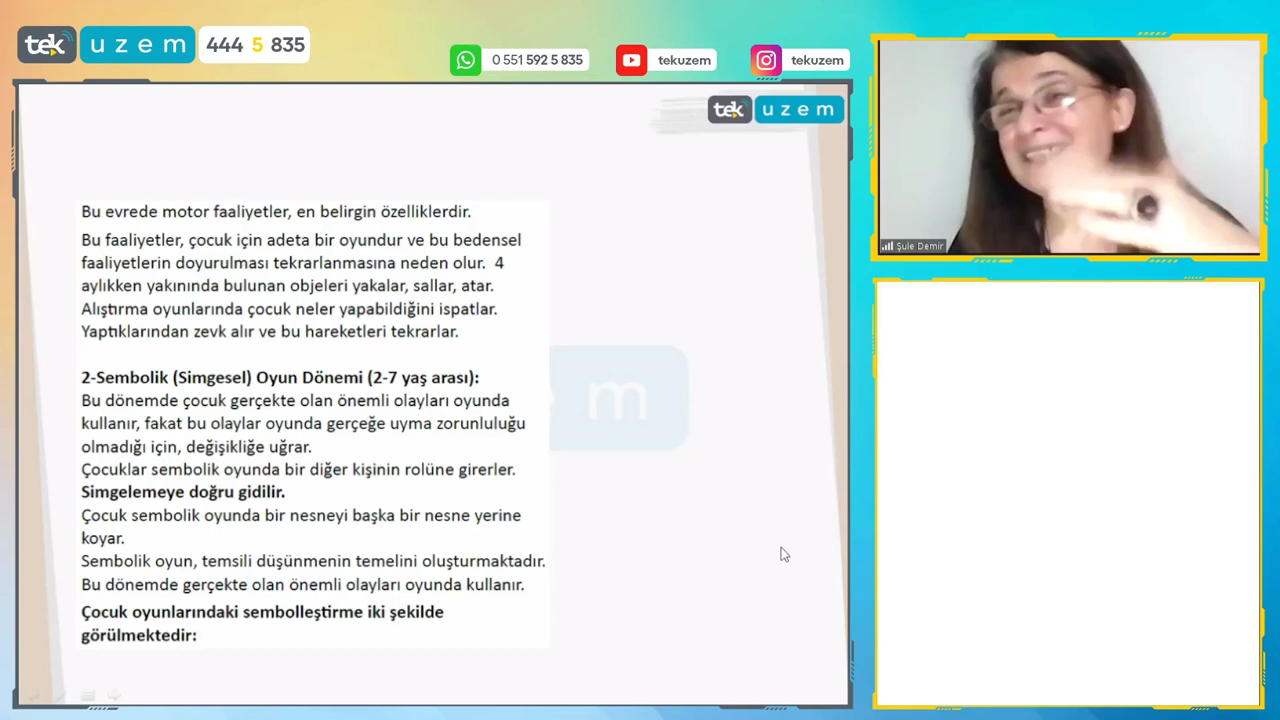 tek uzem 444 5 835
0 551 592 5 835
tekuzem
tekuzem
tek uzem
Bu evrede motor faaliyetler, en belirgin özelliklerdir.
Bu faaliyetler, çocuk için adeta bir oyundur ve bu bedensel
faaliyetlerin doyurulması tekrarlanmasına neden olur. 4
aylıkken yakınında bulunan objeleri yakalar, sallar, atar.
Alıştırma oyunlarında çocuk neler yapabildiğini ispatlar.
Yaptıklarından zevk alır ve bu hareketleri tekrarlar.
2-Sembolik (Simgesel) Oyun Dönemi (2-7 yaş arası):
Bu dönemde çocuk gerçekte olan önemli olayları oyunda
kullanır, fakat bu olaylar oyunda gerçeğe uyma zorunluluğu
olmadığı için, değişikliğe uğrar.
Çocuklar sembolik oyunda bir diğer kişinin rolüne girerler.
Simgelemeye doğru gidilir.
Çocuk sembolik oyunda bir nesneyi başka bir nesne yerine
koyar.
Sembolik oyun, temsili düşünmenin temelini oluşturmaktadır.
Bu dönemde gerçekte olan önemli olayları oyunda kullanır.
Çocuk oyunlarındaki sembolleştirme iki şekilde
görülmektedir:
e m
Şule Demir